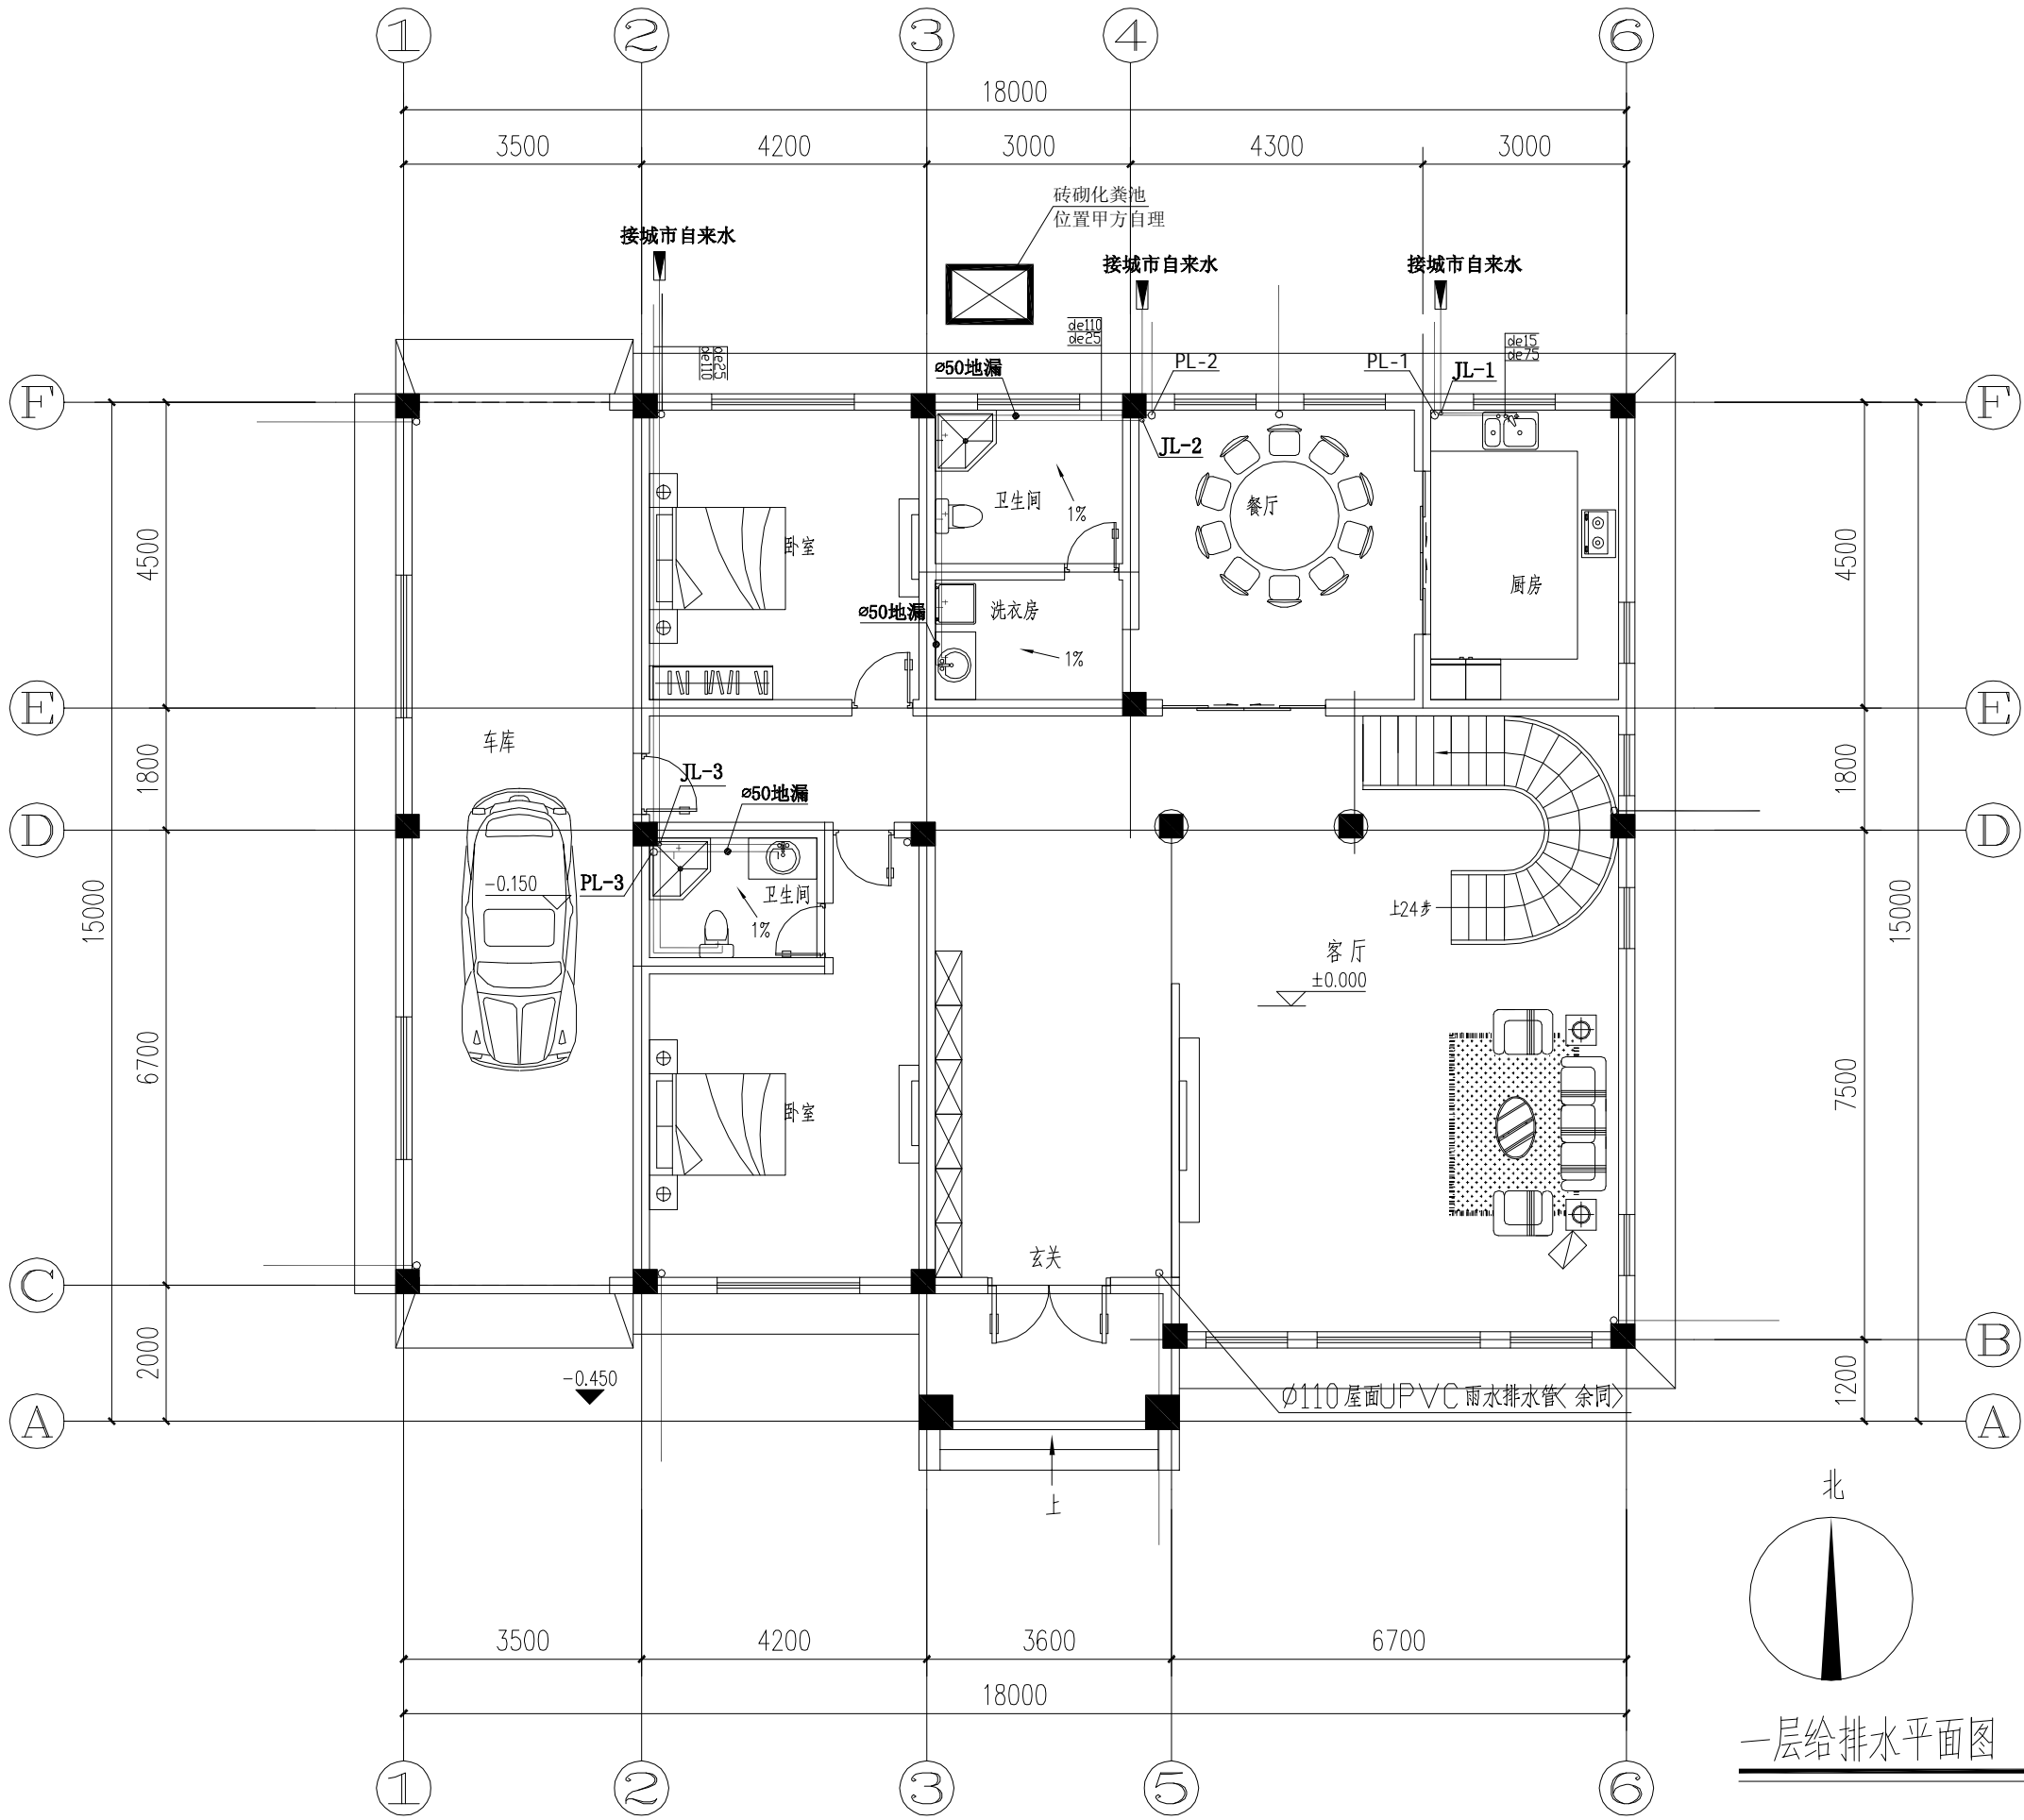 1 2 3 4 6
18000
3500 4200 3000 4300 3000
砖砌化粪池
位置甲方自理
接城市自来水
接城市自来水 接城市自来水
de110
de25
de15
de75
de25
de110
⌀50地漏
PL-2
PL-1
JL-1
F F
JL-2
卫生间
1%
餐厅
4500 4500
卧室
厨房
⌀50地漏
洗衣房
1%
E E
车库
1800 1800
JL-3
⌀50地漏
D D
-0.150
PL-3
卫生间
1%
15000 15000
上24步
客厅
±0.000
6700 7500
卧室
玄关
C
B
2000 1200
-0.450
∅110屋面UPVC雨水排水管〈余同〉
A A
上
北
3500 4200 3600 6700
18000
一层给排水平面图
1 2 3 5 6